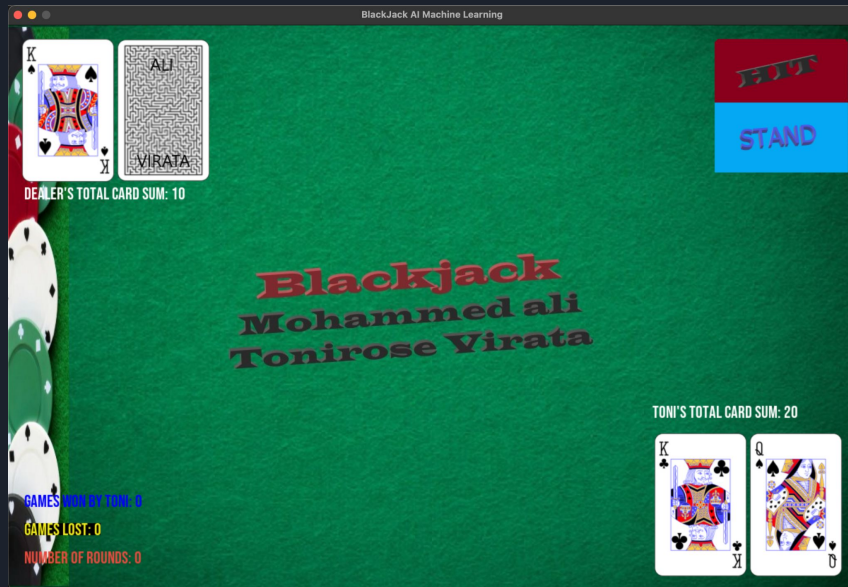 BlackJack AI Machine Learning
K
K
ALI
VIRATA
HIT
STAND
DEALER'S TOTAL CARD SUM: 10
Blackjack
Mohammed ali
Tonirose Virata
TONI'S TOTAL CARD SUM: 20
K
K
Q
Q
GAMES WON BY TONI: 0
GAMES LOST: 0
NUMBER OF ROUNDS: 0